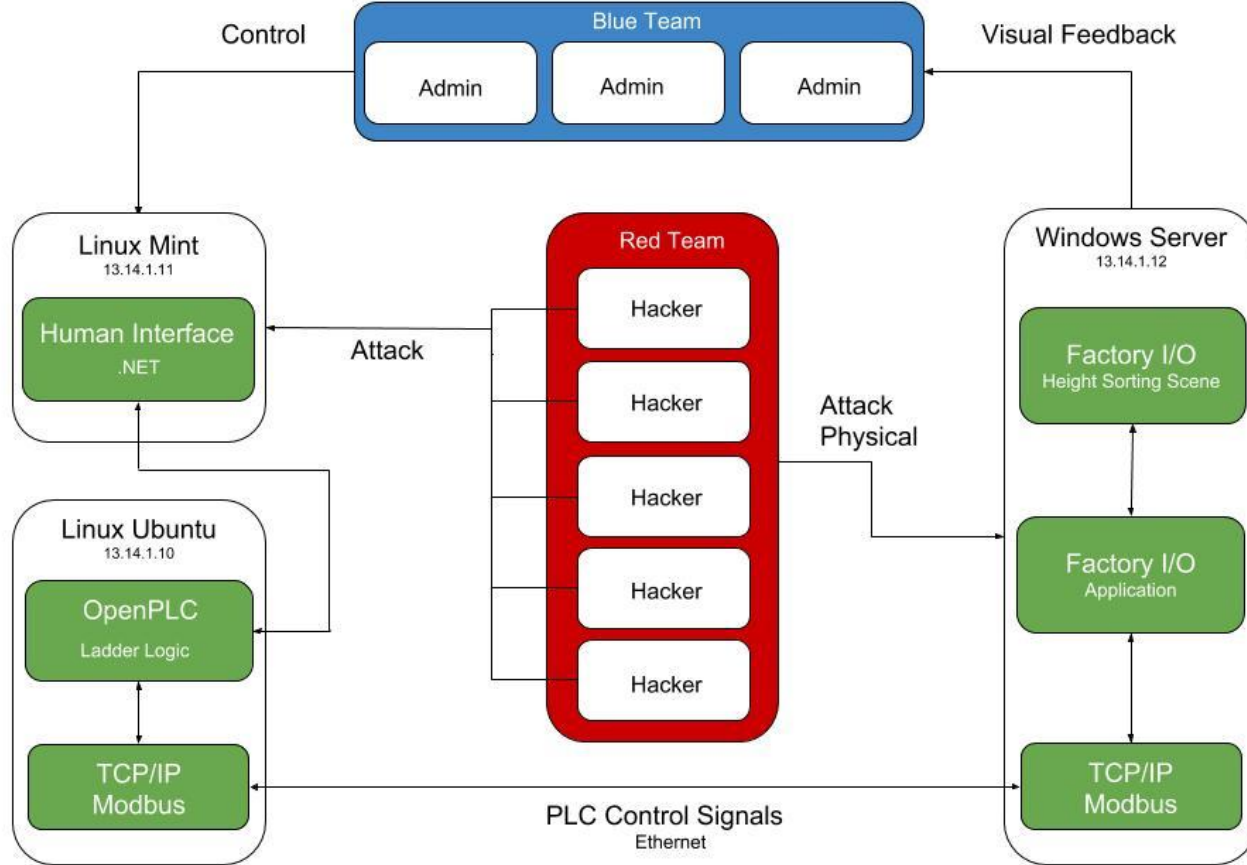 Blue Team
Control
Visual Feedback
Admin
Admin
Admin
Linux Mint
13.14.1.11
Human Interface
.NET
Attack
Red Team
Hacker
Hacker
Hacker
Hacker
Hacker
Attack
Physical
Windows Server
13.14.1.12
Factory I/O
Height Sorting Scene
Factory I/O
Application
TCP/IP
Modbus
Linux Ubuntu
13.14.1.10
OpenPLC
Ladder Logic
TCP/IP
Modbus
PLC Control Signals
Ethernet